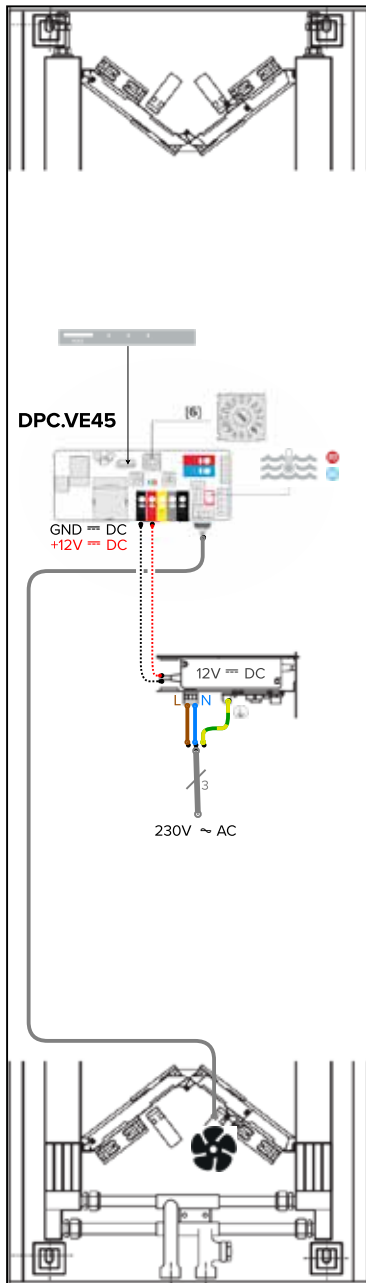 [6]
DPC.VE45
GND ⎓ DC
+12V ⎓ DC
12V ⎓ DC
L N
3
230V ~ AC